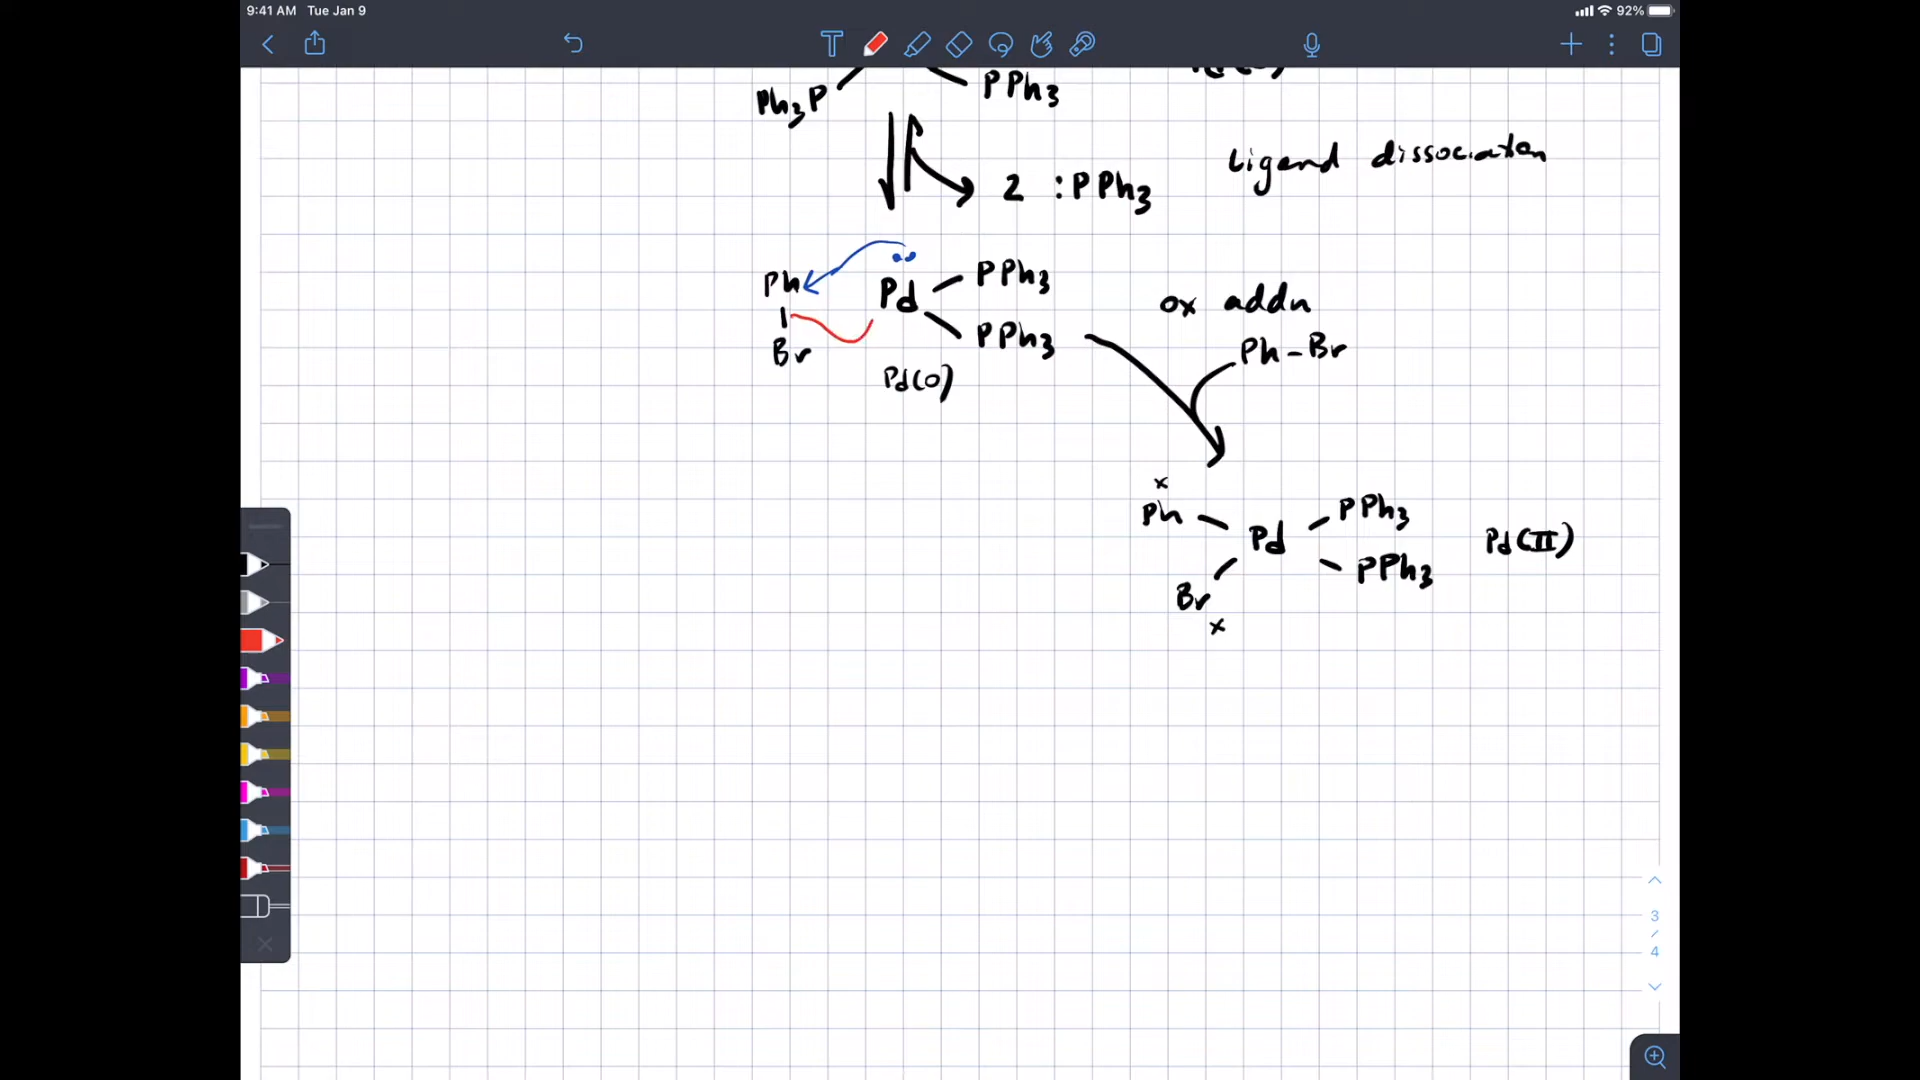 9:41 AM Tue Jan 9
92%
T
Ph3P
PPh3
Ligand dissociation
2 :PPh3
Ph
Pd
PPh3
ox addn
Br
PPh3
Ph-Br
Pd(0)
x
Ph
Pd
PPh3
Pd(II)
PPh3
Br
x
3
/
4